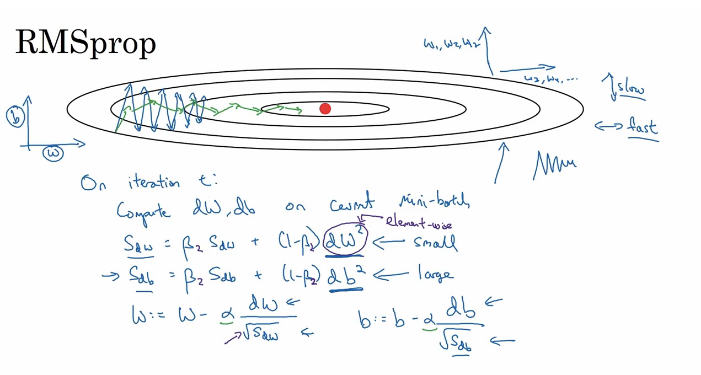 RMSprop
w₁, w₂, w₂
w₃, w₄, ...
slow
fast
b
w
On iteration t:
Compute dW, db on current mini-batch
element-wise
S_dw = β₂ S_dw + (1-β₂) dW² ← small
→ S_db = β₂ S_db + (1-β₂) db² ← large
W := W - α dW / √S_dw ←
b := b - α db / √S_db ←